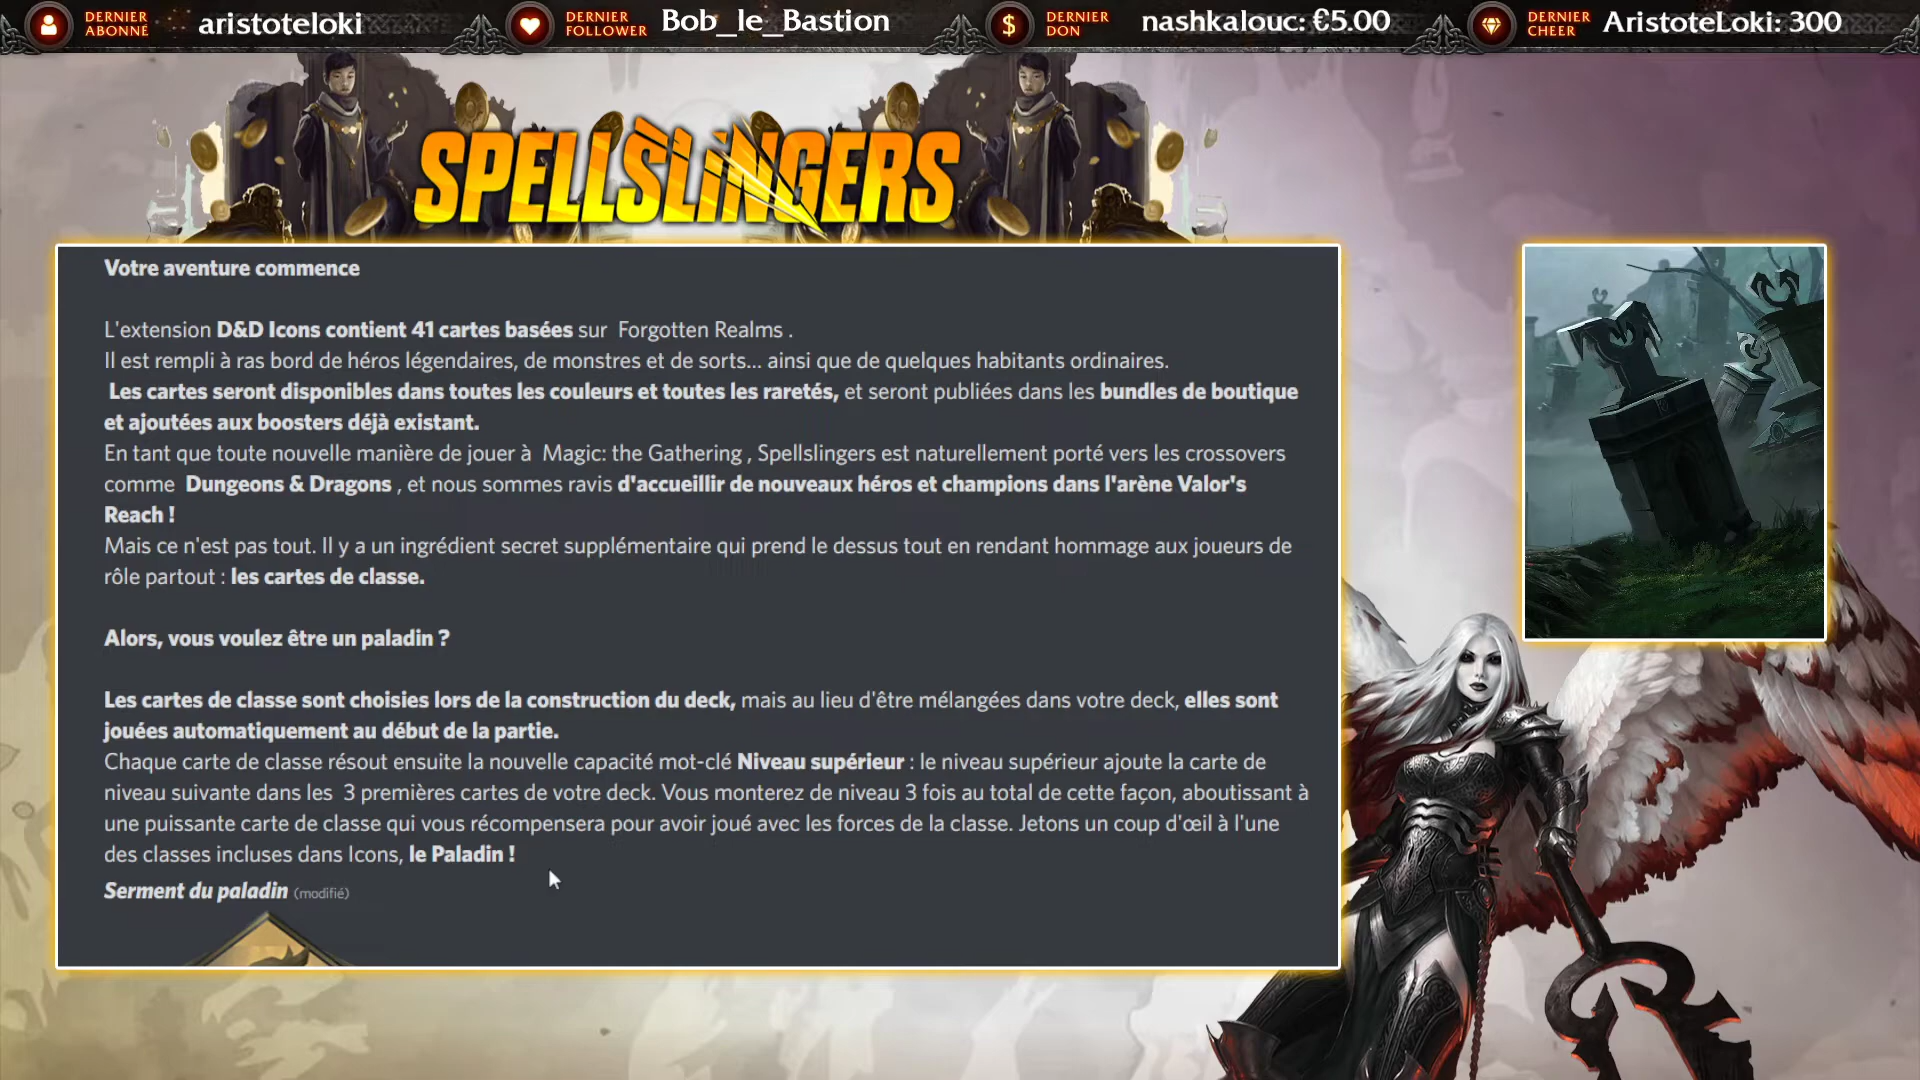 DERNIER ABONNÉ aristoteloki DERNIER FOLLOWER Bob_le_Bastion DERNIER DON nashkalouc: €5.00 DERNIER CHEER AristoteLoki: 300
SPELLSLINGERS
Votre aventure commence
L'extension D&D Icons contient 41 cartes basées sur Forgotten Realms .
Il est rempli à ras bord de héros légendaires, de monstres et de sorts... ainsi que de quelques habitants ordinaires.
Les cartes seront disponibles dans toutes les couleurs et toutes les raretés, et seront publiées dans les bundles de boutique
et ajoutées aux boosters déjà existant.
En tant que toute nouvelle manière de jouer à Magic: the Gathering , Spellslingers est naturellement porté vers les crossovers
comme Dungeons & Dragons , et nous sommes ravis d'accueillir de nouveaux héros et champions dans l'arène Valor's
Reach !
Mais ce n'est pas tout. Il y a un ingrédient secret supplémentaire qui prend le dessus tout en rendant hommage aux joueurs de
rôle partout : les cartes de classe.
Alors, vous voulez être un paladin ?
Les cartes de classe sont choisies lors de la construction du deck, mais au lieu d'être mélangées dans votre deck, elles sont
jouées automatiquement au début de la partie.
Chaque carte de classe résout ensuite la nouvelle capacité mot-clé Niveau supérieur : le niveau supérieur ajoute la carte de
niveau suivante dans les 3 premières cartes de votre deck. Vous monterez de niveau 3 fois au total de cette façon, aboutissant à
une puissante carte de classe qui vous récompensera pour avoir joué avec les forces de la classe. Jetons un coup d'œil à l'une
des classes incluses dans Icons, le Paladin !
Serment du paladin (modifié)